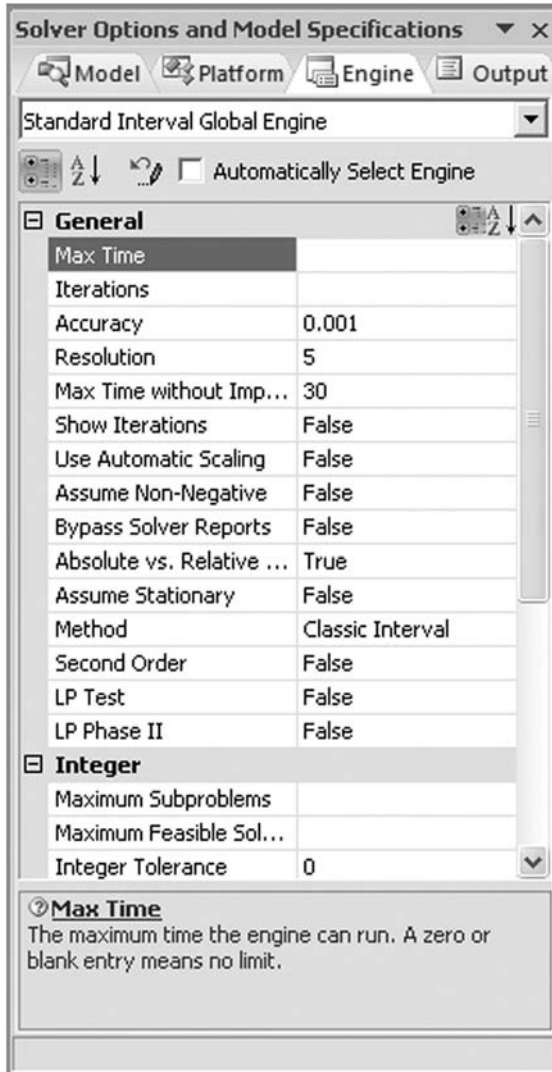 Solver Options and Model Specifications
Model Platform Engine Output
Standard Interval Global Engine
Automatically Select Engine
General
Max Time
Iterations
Accuracy 0.001
Resolution 5
Max Time without Imp... 30
Show Iterations False
Use Automatic Scaling False
Assume Non-Negative False
Bypass Solver Reports False
Absolute vs. Relative ... True
Assume Stationary False
Method Classic Interval
Second Order False
LP Test False
LP Phase II False
Integer
Maximum Subproblems
Maximum Feasible Sol...
Integer Tolerance 0
Max Time
The maximum time the engine can run. A zero or
blank entry means no limit.